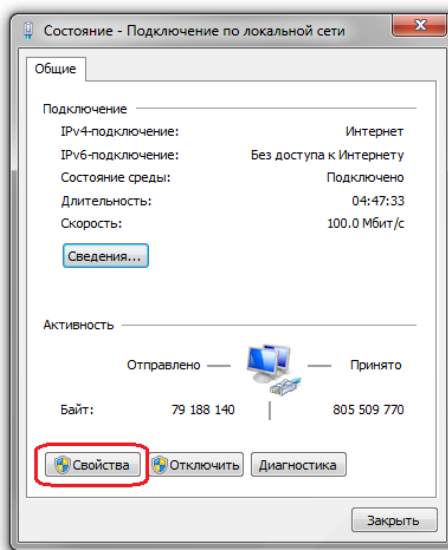 Состояние - Подключение по локальной сети
Общие
Подключение
IPv4-подключение: Интернет
IPv6-подключение: Без доступа к Интернету
Состояние среды: Подключено
Длительность: 04:47:33
Скорость: 100.0 Мбит/с
Сведения...
Активность
Отправлено — — Принято
Байт: 79 188 140 | 805 509 770
Свойства Отключить Диагностика
Закрыть